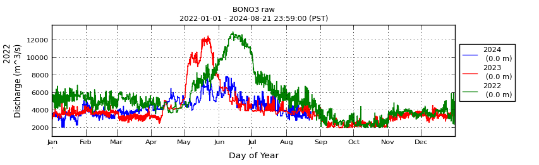 BONO3 raw
2022-01-01 - 2024-08-21 23:59:00 (PST)
2022
Discharge (m^3/s)
12000
10000
8000
6000
4000
2000
Jan Feb Mar Apr May Jun Jul Aug Sep Oct Nov Dec
Day of Year
2024
(0.0 m)
2023
(0.0 m)
2022
(0.0 m)